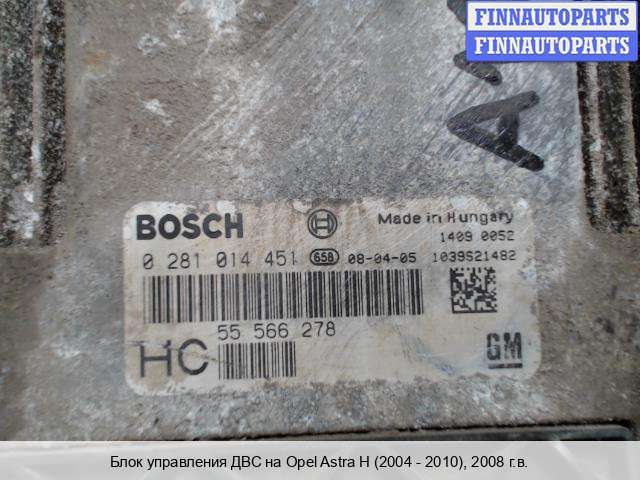 FINNAUTOPARTS
FINNAUTOPARTS
BOSCH
Made in Hungary
1409 0052
0 281 014 451 658 08-04-05 1039S21482
55 566 278
HC
GM
Блок управления ДВС на Opel Astra H (2004 - 2010), 2008 г.в.